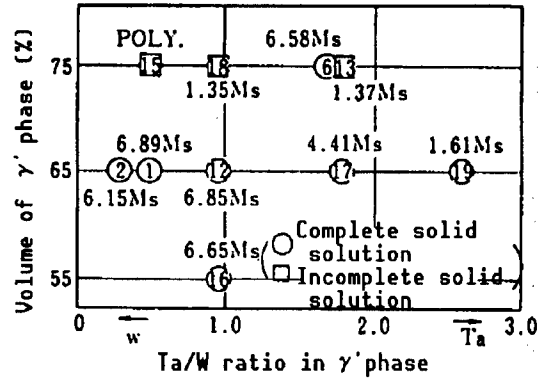 Volume of γ' phase (%)
POLY.
6.58Ms
75
15
18
6
13
1.35Ms
1.37Ms
6.89Ms
4.41Ms
1.61Ms
65
2
1
12
17
19
6.15Ms
6.85Ms
6.65Ms
Complete solid
solution
55
16
Incomplete solid
solution
0
1.0
2.0
3.0
w
Ta
Ta/W ratio in γ'phase